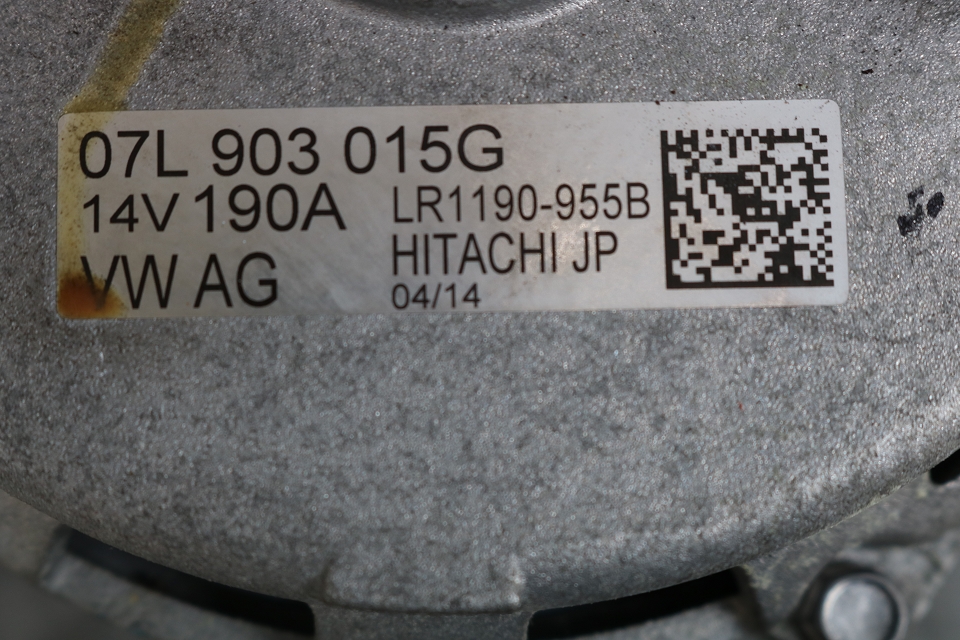 07L 903 015G
14V 190A LR1190-955B
VW AG HITACHI JP
04/14